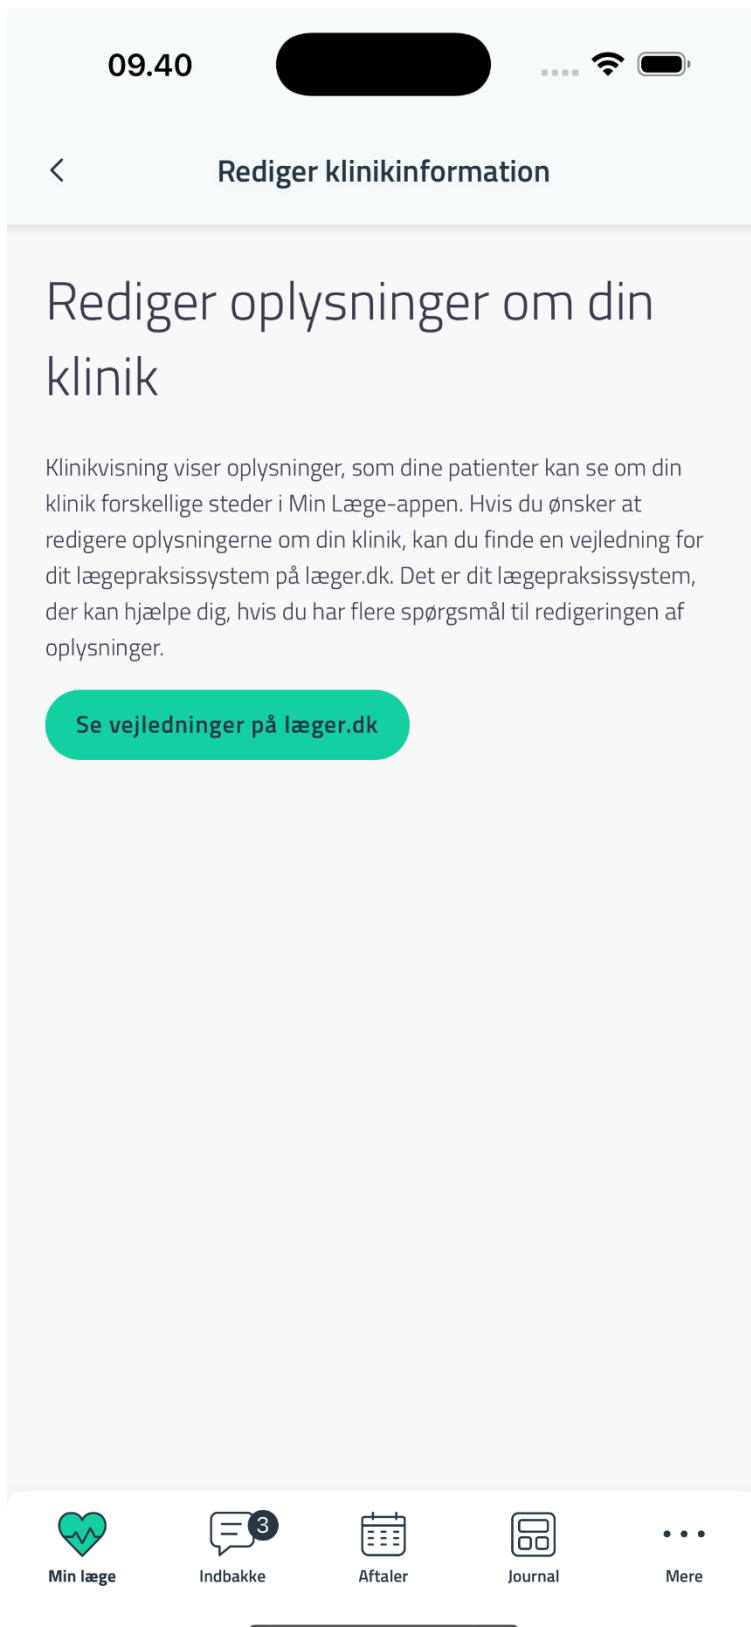 09.40
Rediger klinikinformation
Rediger oplysninger om din
klinik
Klinikvisning viser oplysninger, som dine patienter kan se om din
klinik forskellige steder i Min Læge-appen. Hvis du ønsker at
redigere oplysningerne om din klinik, kan du finde en vejledning for
dit lægepraksissystem på læger.dk. Det er dit lægepraksissystem,
der kan hjælpe dig, hvis du har flere spørgsmål til redigeringen af
oplysninger.
Se vejledninger på læger.dk
3
Min læge Indbakke Aftaler Journal Mere